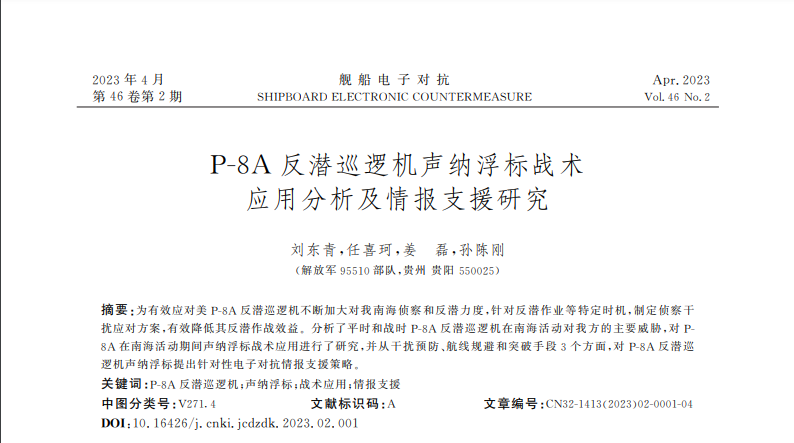 2023 年 4 月
舰船电子对抗
Apr. 2023
第 46 卷第 2 期
SHIPBOARD ELECTRONIC COUNTERMEASURE
Vol. 46 No. 2
P-8A 反潜巡逻机声纳浮标战术
应用分析及情报支援研究
刘东青,任喜珂,姜　磊,孙陈刚
(解放军 95510 部队,贵州 贵阳 550025)
摘要:为有效应对美 P-8A 反潜巡逻机不断加大对我南海侦察和反潜力度,针对反潜作业等特定时机,制定侦察干
扰应对方案,有效降低其反潜作战效益。分析了平时和战时 P-8A 反潜巡逻机在南海活动对我方的主要威胁,对 P-
8A 在南海活动期间声纳浮标战术应用进行了研究,并从干扰预防、航线规避和突破手段 3 个方面,对 P-8A 反潜巡
逻机声纳浮标提出针对性电子对抗情报支援策略。
关键词:P-8A 反潜巡逻机;声纳浮标;战术应用;情报支援
中图分类号:V271.4
文献标识码:A
文章编号:CN32-1413(2023)02-0001-04
DOI:10.16426/j.cnki.jcdzdk.2023.02.001